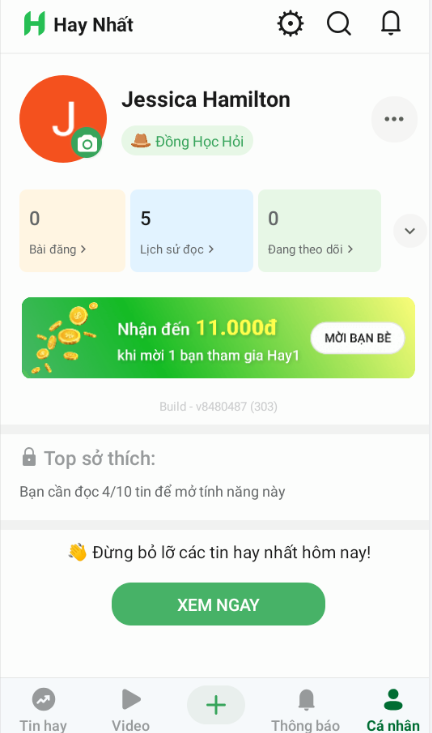 Hay Nhất
J
Jessica Hamilton
Đồng Học Hỏi
0
Bài đăng
5
Lịch sử đọc
0
Đang theo dõi
Nhận đến 11.000đ
khi mời 1 bạn tham gia Hay1
MỜI BẠN BÈ
Build - v8480487 (303)
Top sở thích:
Bạn cần đọc 4/10 tin để mở tính năng này
👋 Đừng bỏ lỡ các tin hay nhất hôm nay!
XEM NGAY
Tin hay
Video
Thông báo
Cá nhân